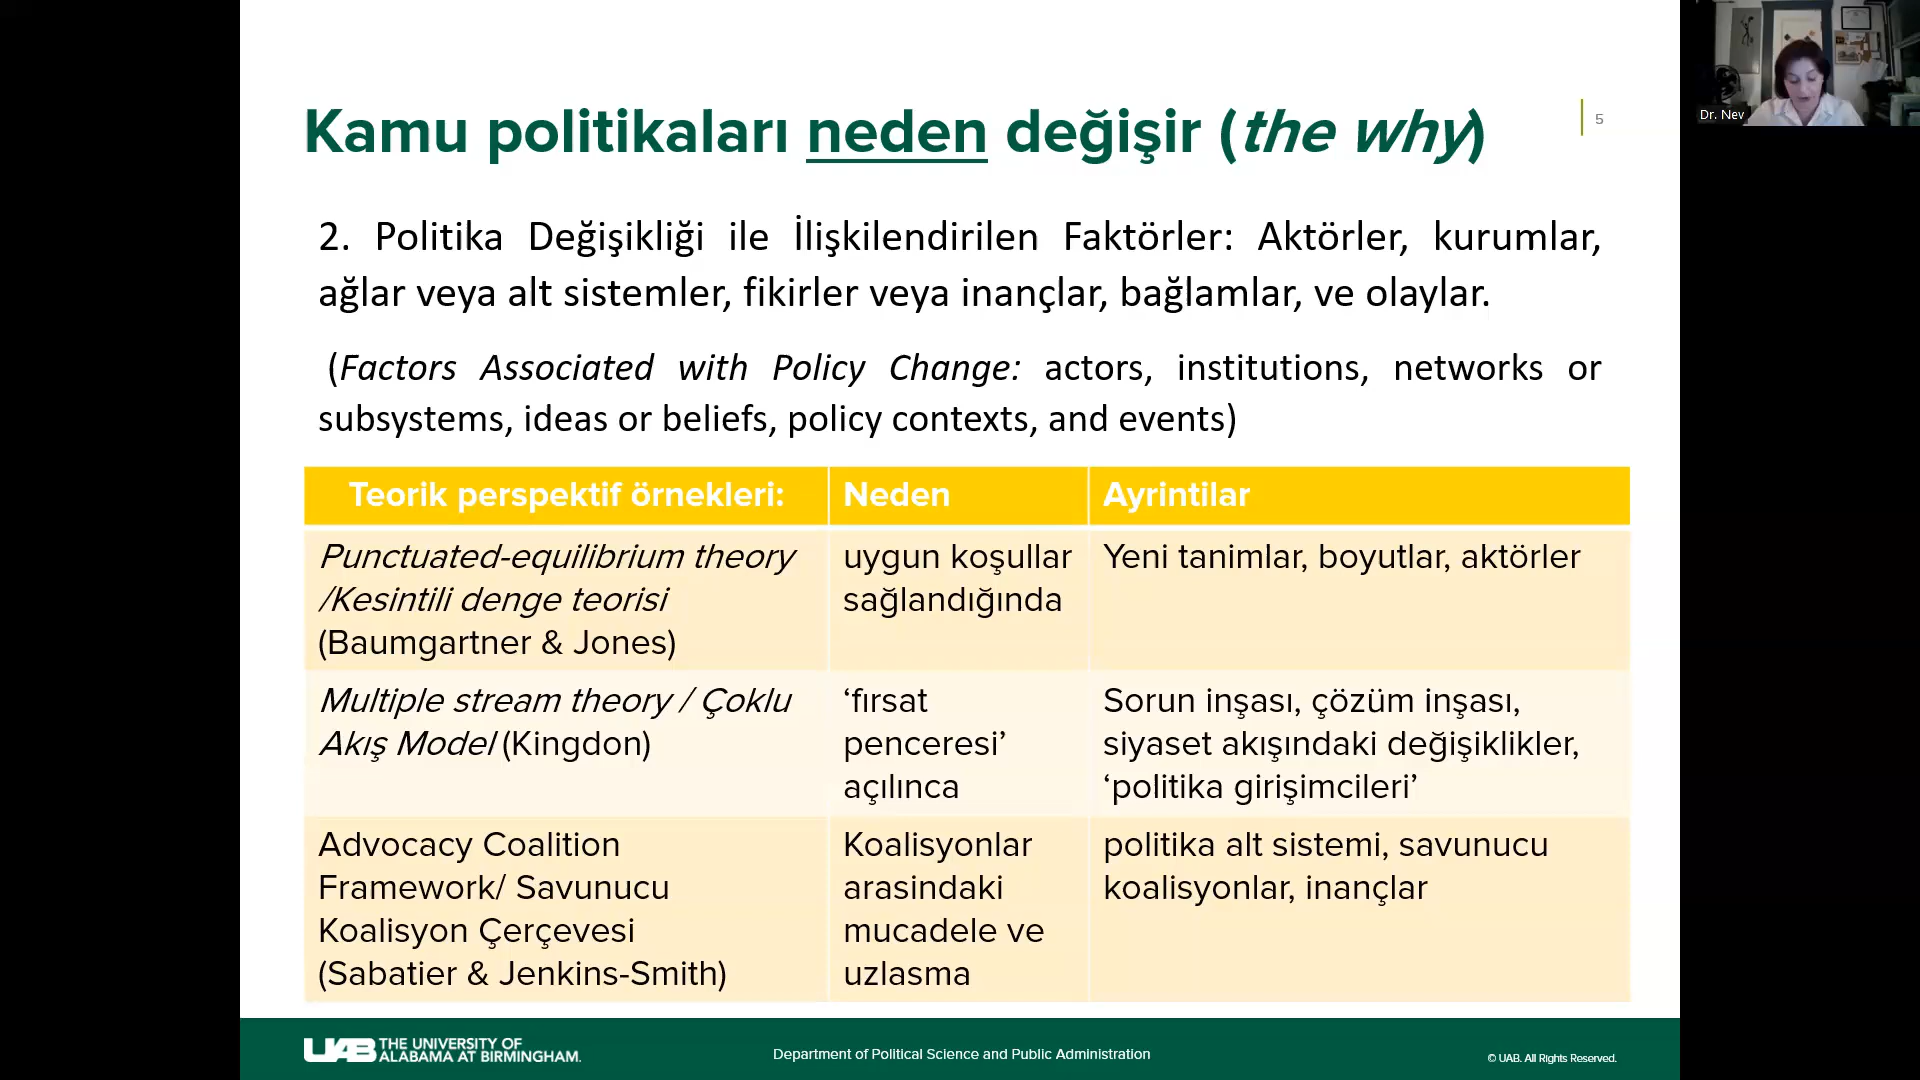 Kamu politikaları neden değişir (the why)
5
Dr. Nev
2. Politika Değişikliği ile İlişkilendirilen Faktörler: Aktörler, kurumlar,
ağlar veya alt sistemler, fikirler veya inançlar, bağlamlar, ve olaylar.
(Factors Associated with Policy Change: actors, institutions, networks or
subsystems, ideas or beliefs, policy contexts, and events)
Teorik perspektif örnekleri:
Neden
Ayrintilar
Punctuated-equilibrium theory
/Kesintili denge teorisi
(Baumgartner & Jones)
uygun koşullar
sağlandığında
Yeni tanimlar, boyutlar, aktörler
Multiple stream theory / Çoklu
Akış Model (Kingdon)
‘fırsat
penceresi’
açılınca
Sorun inşası, çözüm inşası,
siyaset akışındaki değişiklikler,
‘politika girişimcileri’
Advocacy Coalition
Framework/ Savunucu
Koalisyon Çerçevesi
(Sabatier & Jenkins-Smith)
Koalisyonlar
arasindaki
mucadele ve
uzlasma
politika alt sistemi, savunucu
koalisyonlar, inançlar
UAB THE UNIVERSITY OF
ALABAMA AT BIRMINGHAM.
Department of Political Science and Public Administration
© UAB. All Rights Reserved.